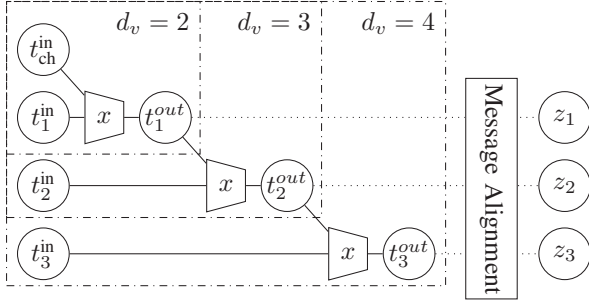 d_v = 2 d_v = 3 d_v = 4
t_ch^in
t_1^in x t_1^out z_1
t_2^in x t_2^out z_2
t_3^in x t_3^out z_3
Message Alignment